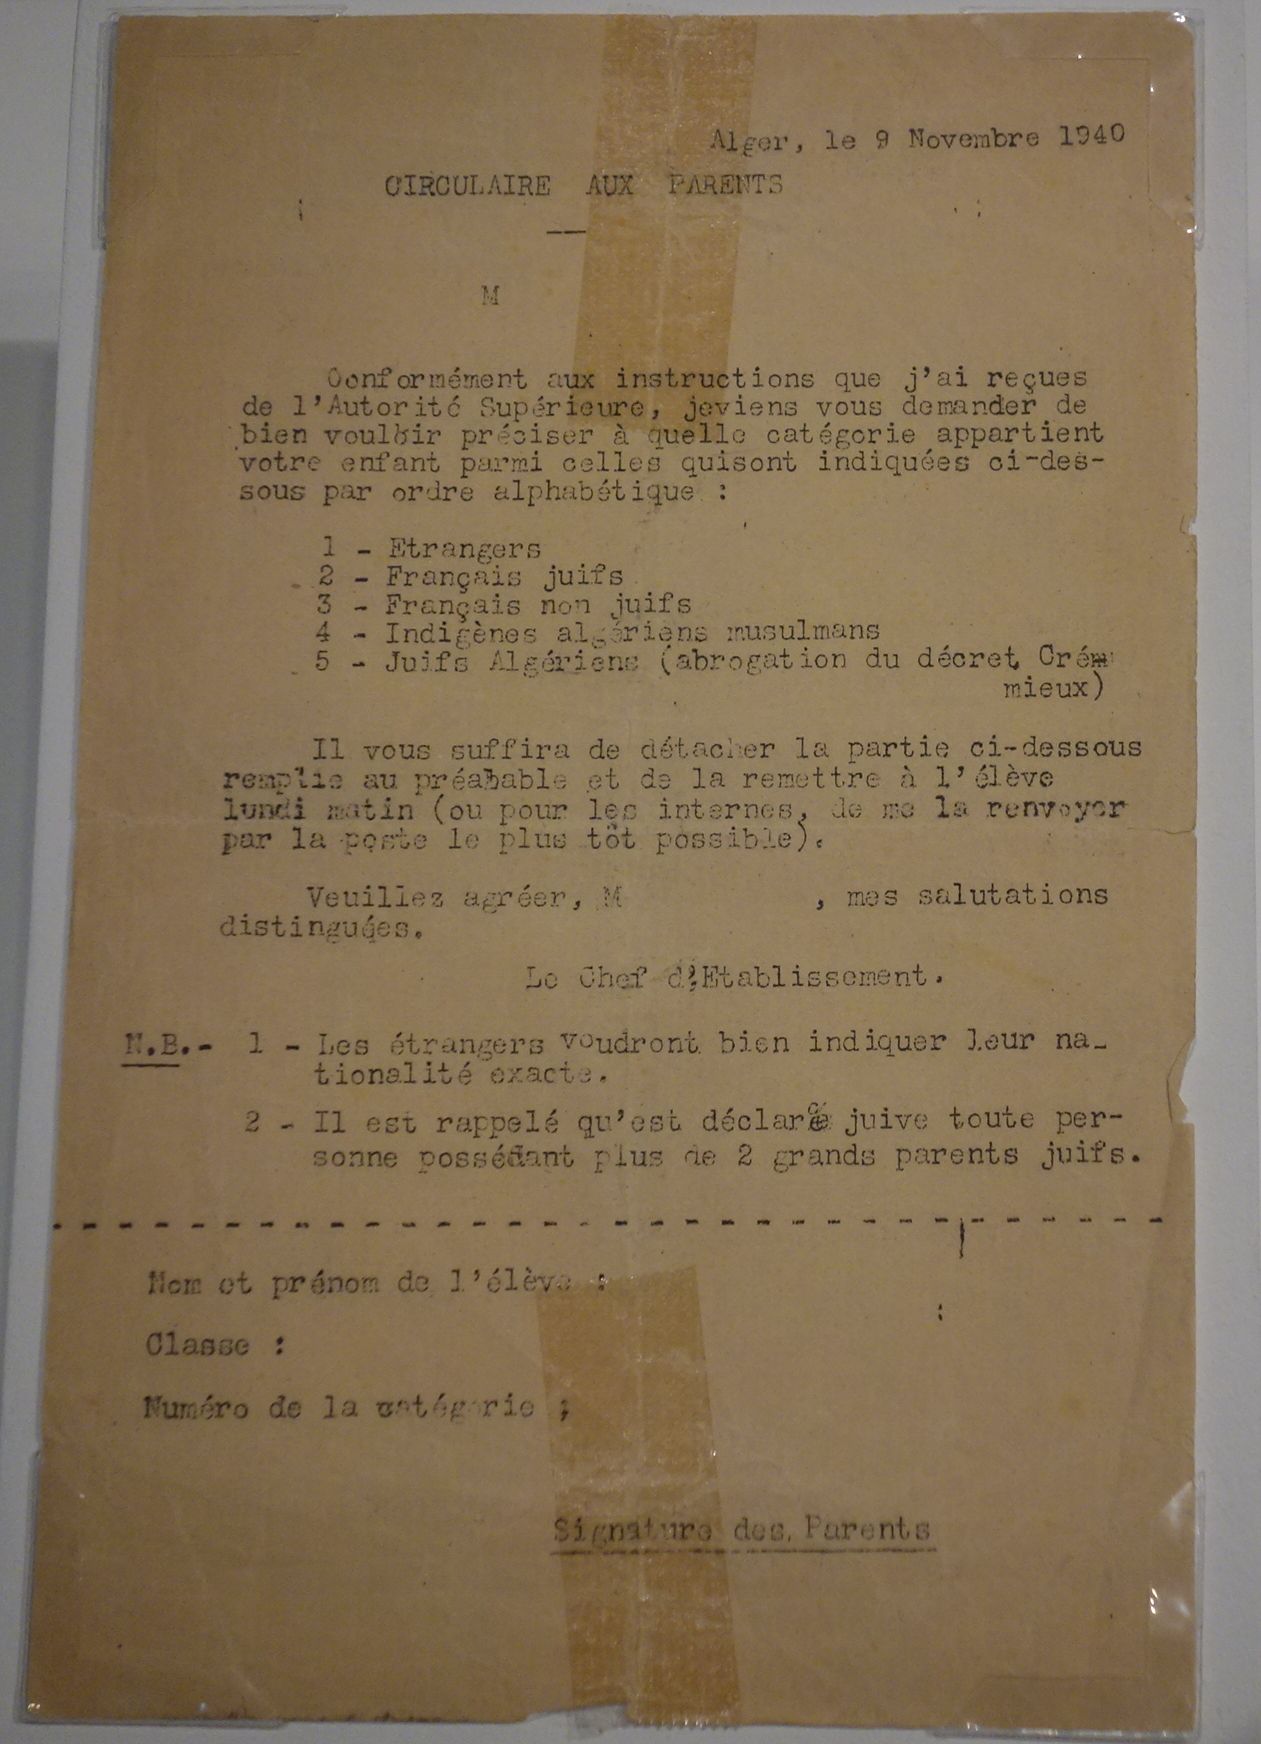 Alger, le 9 Novembre 1940
CIRCULAIRE AUX PARENTS
M
Conformément aux instructions que j'ai reçues
de l'Autorité Supérieure, jeviens vous demander de
bien vouloir préciser à quelle catégorie appartient
votre enfant parmi celles quisont indiquées ci-des-
sous par ordre alphabétique :
1 - Etrangers
2 - Français juifs
3 - Français non juifs
4 - Indigènes algériens musulmans
5 - Juifs Algériens (abrogation du décret Cré
mieux)
Il vous suffira de détacher la partie ci-dessous
remplie au préalable et de la remettre à l'élève
lundi matin (ou pour les internes, de me la renvoyer
par la poste le plus tôt possible).
Veuillez agréer, M , mes salutations
distinguées.
Le Chef d'Etablissement.
N.B.- 1 - Les étrangers voudront bien indiquer leur na-
tionalité exacte.
2 - Il est rappelé qu'est déclaré juive toute per-
sonne possédant plus de 2 grands parents juifs.
Nom et prénom de l'élève :
Classe :
Numéro de la catégorie :
Signature des Parents